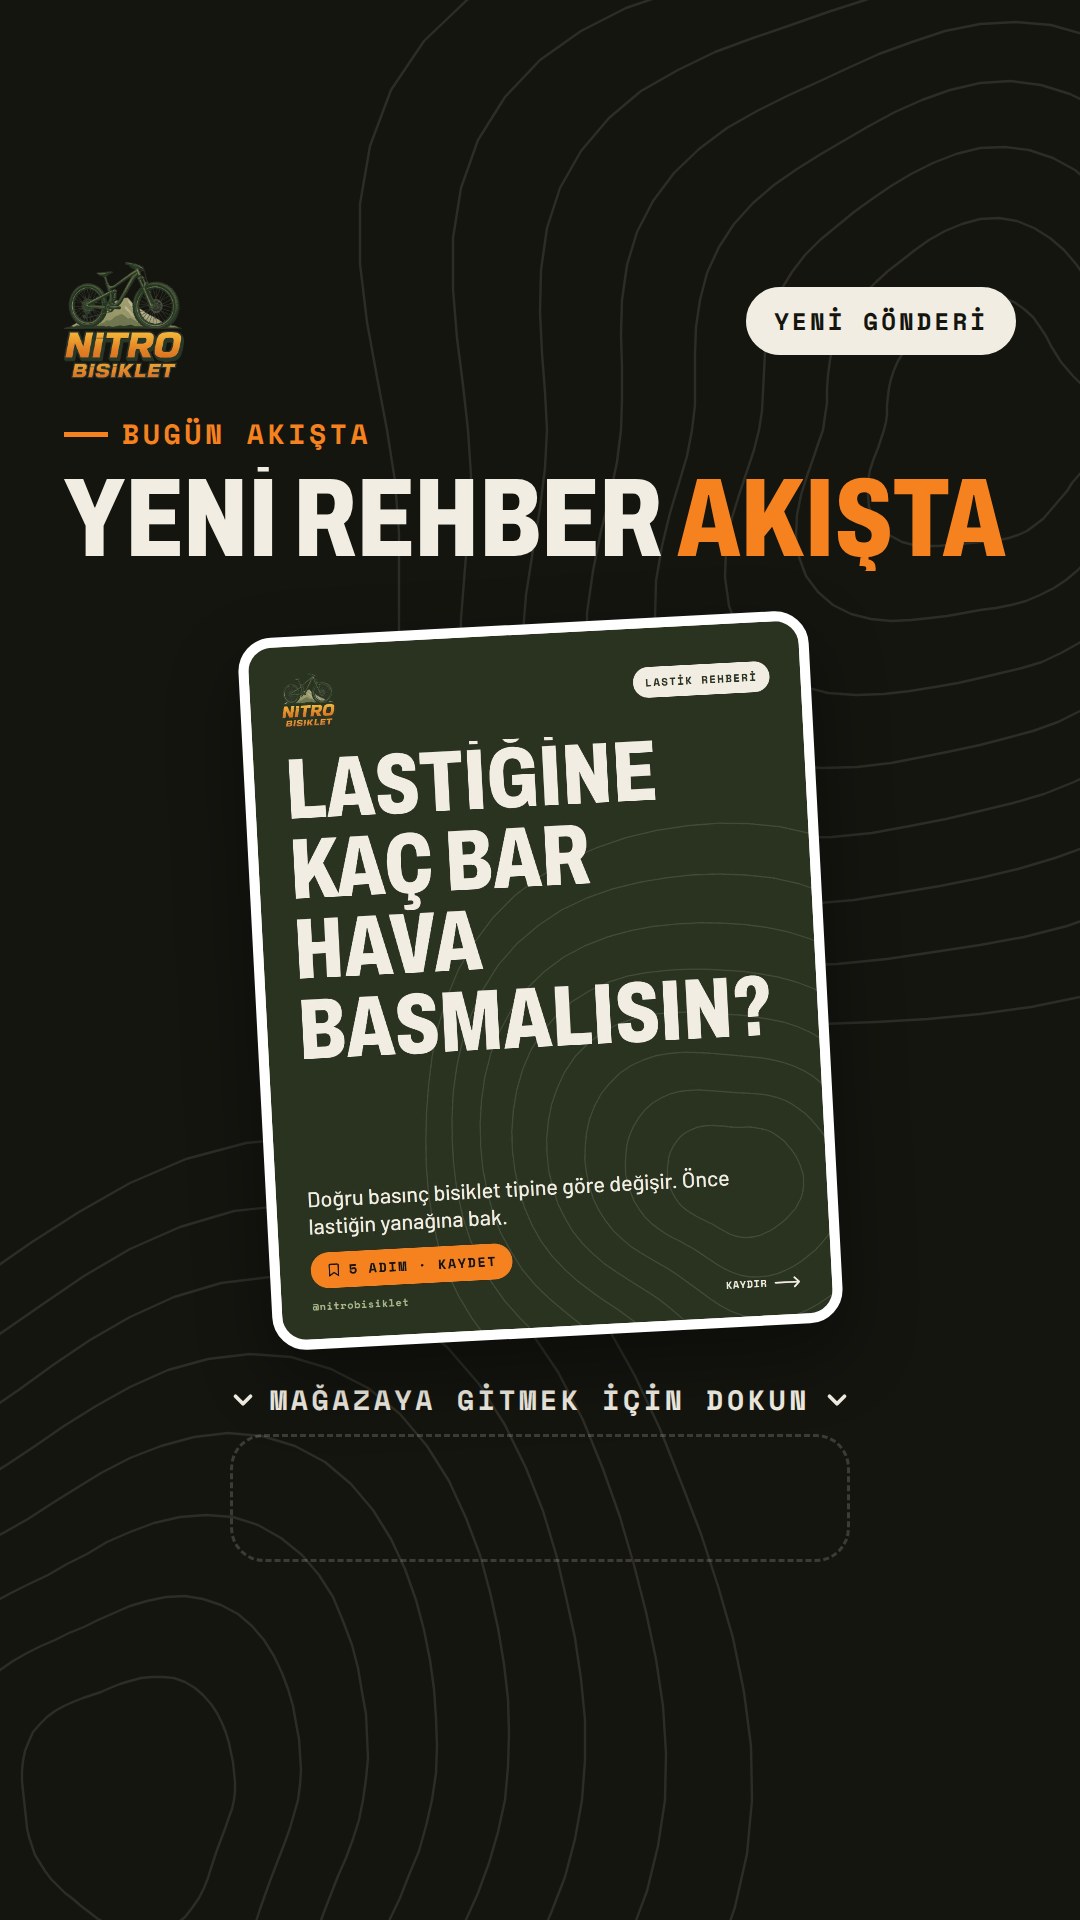 NiTRO
BiSiKLET
YENİ GÖNDERİ
BUGÜN AKIŞTA
YENİ REHBER AKIŞTA
NiTRO
BiSiKLET
LASTİK REHBERİ
LASTİĞİNE
KAÇ BAR
HAVA
BASMALISIN?
Doğru basınç bisiklet tipine göre değişir. Önce
lastiğin yanağına bak.
5 ADIM · KAYDET
@nitrobisiklet
KAYDIR
MAĞAZAYA GİTMEK İÇİN DOKUN